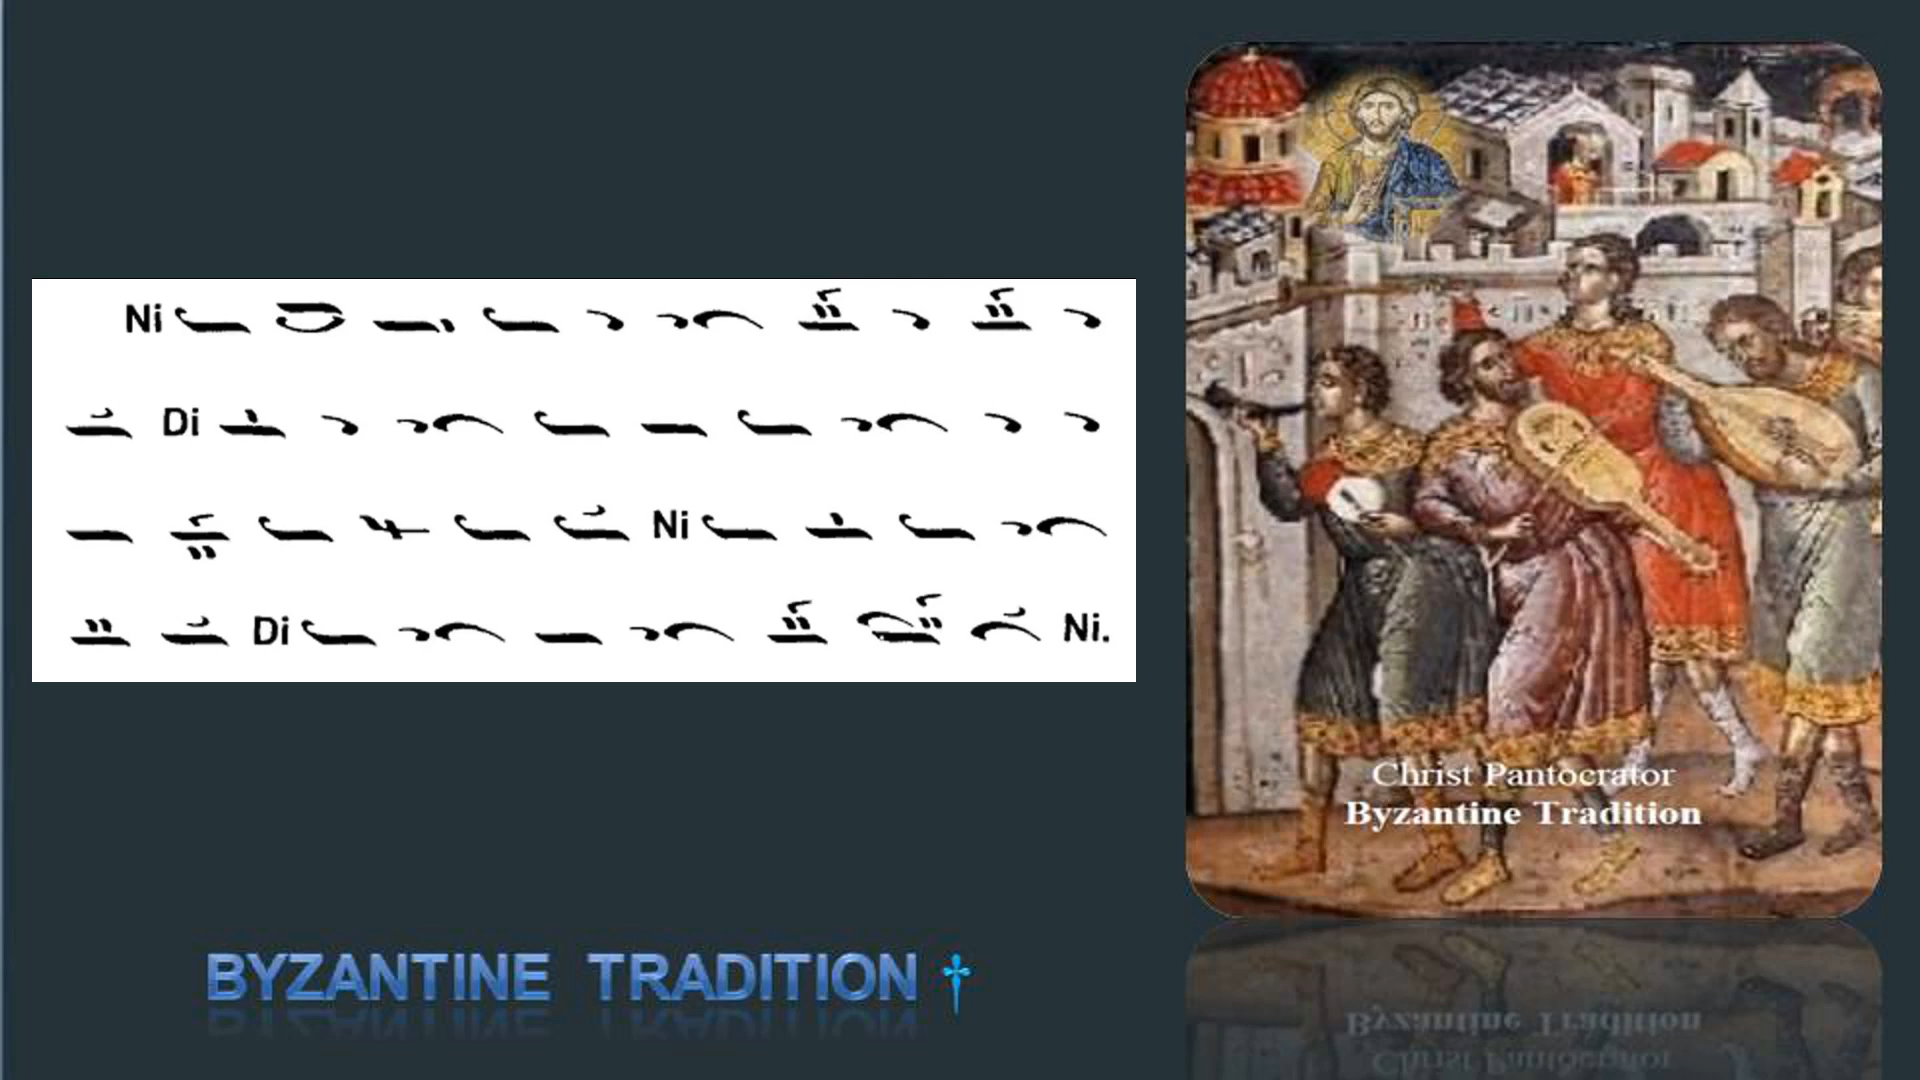 Ni
Di
Ni
Di Ni.
BYZANTINE TRADITION †
Christ Pantocrator
Byzantine Tradition